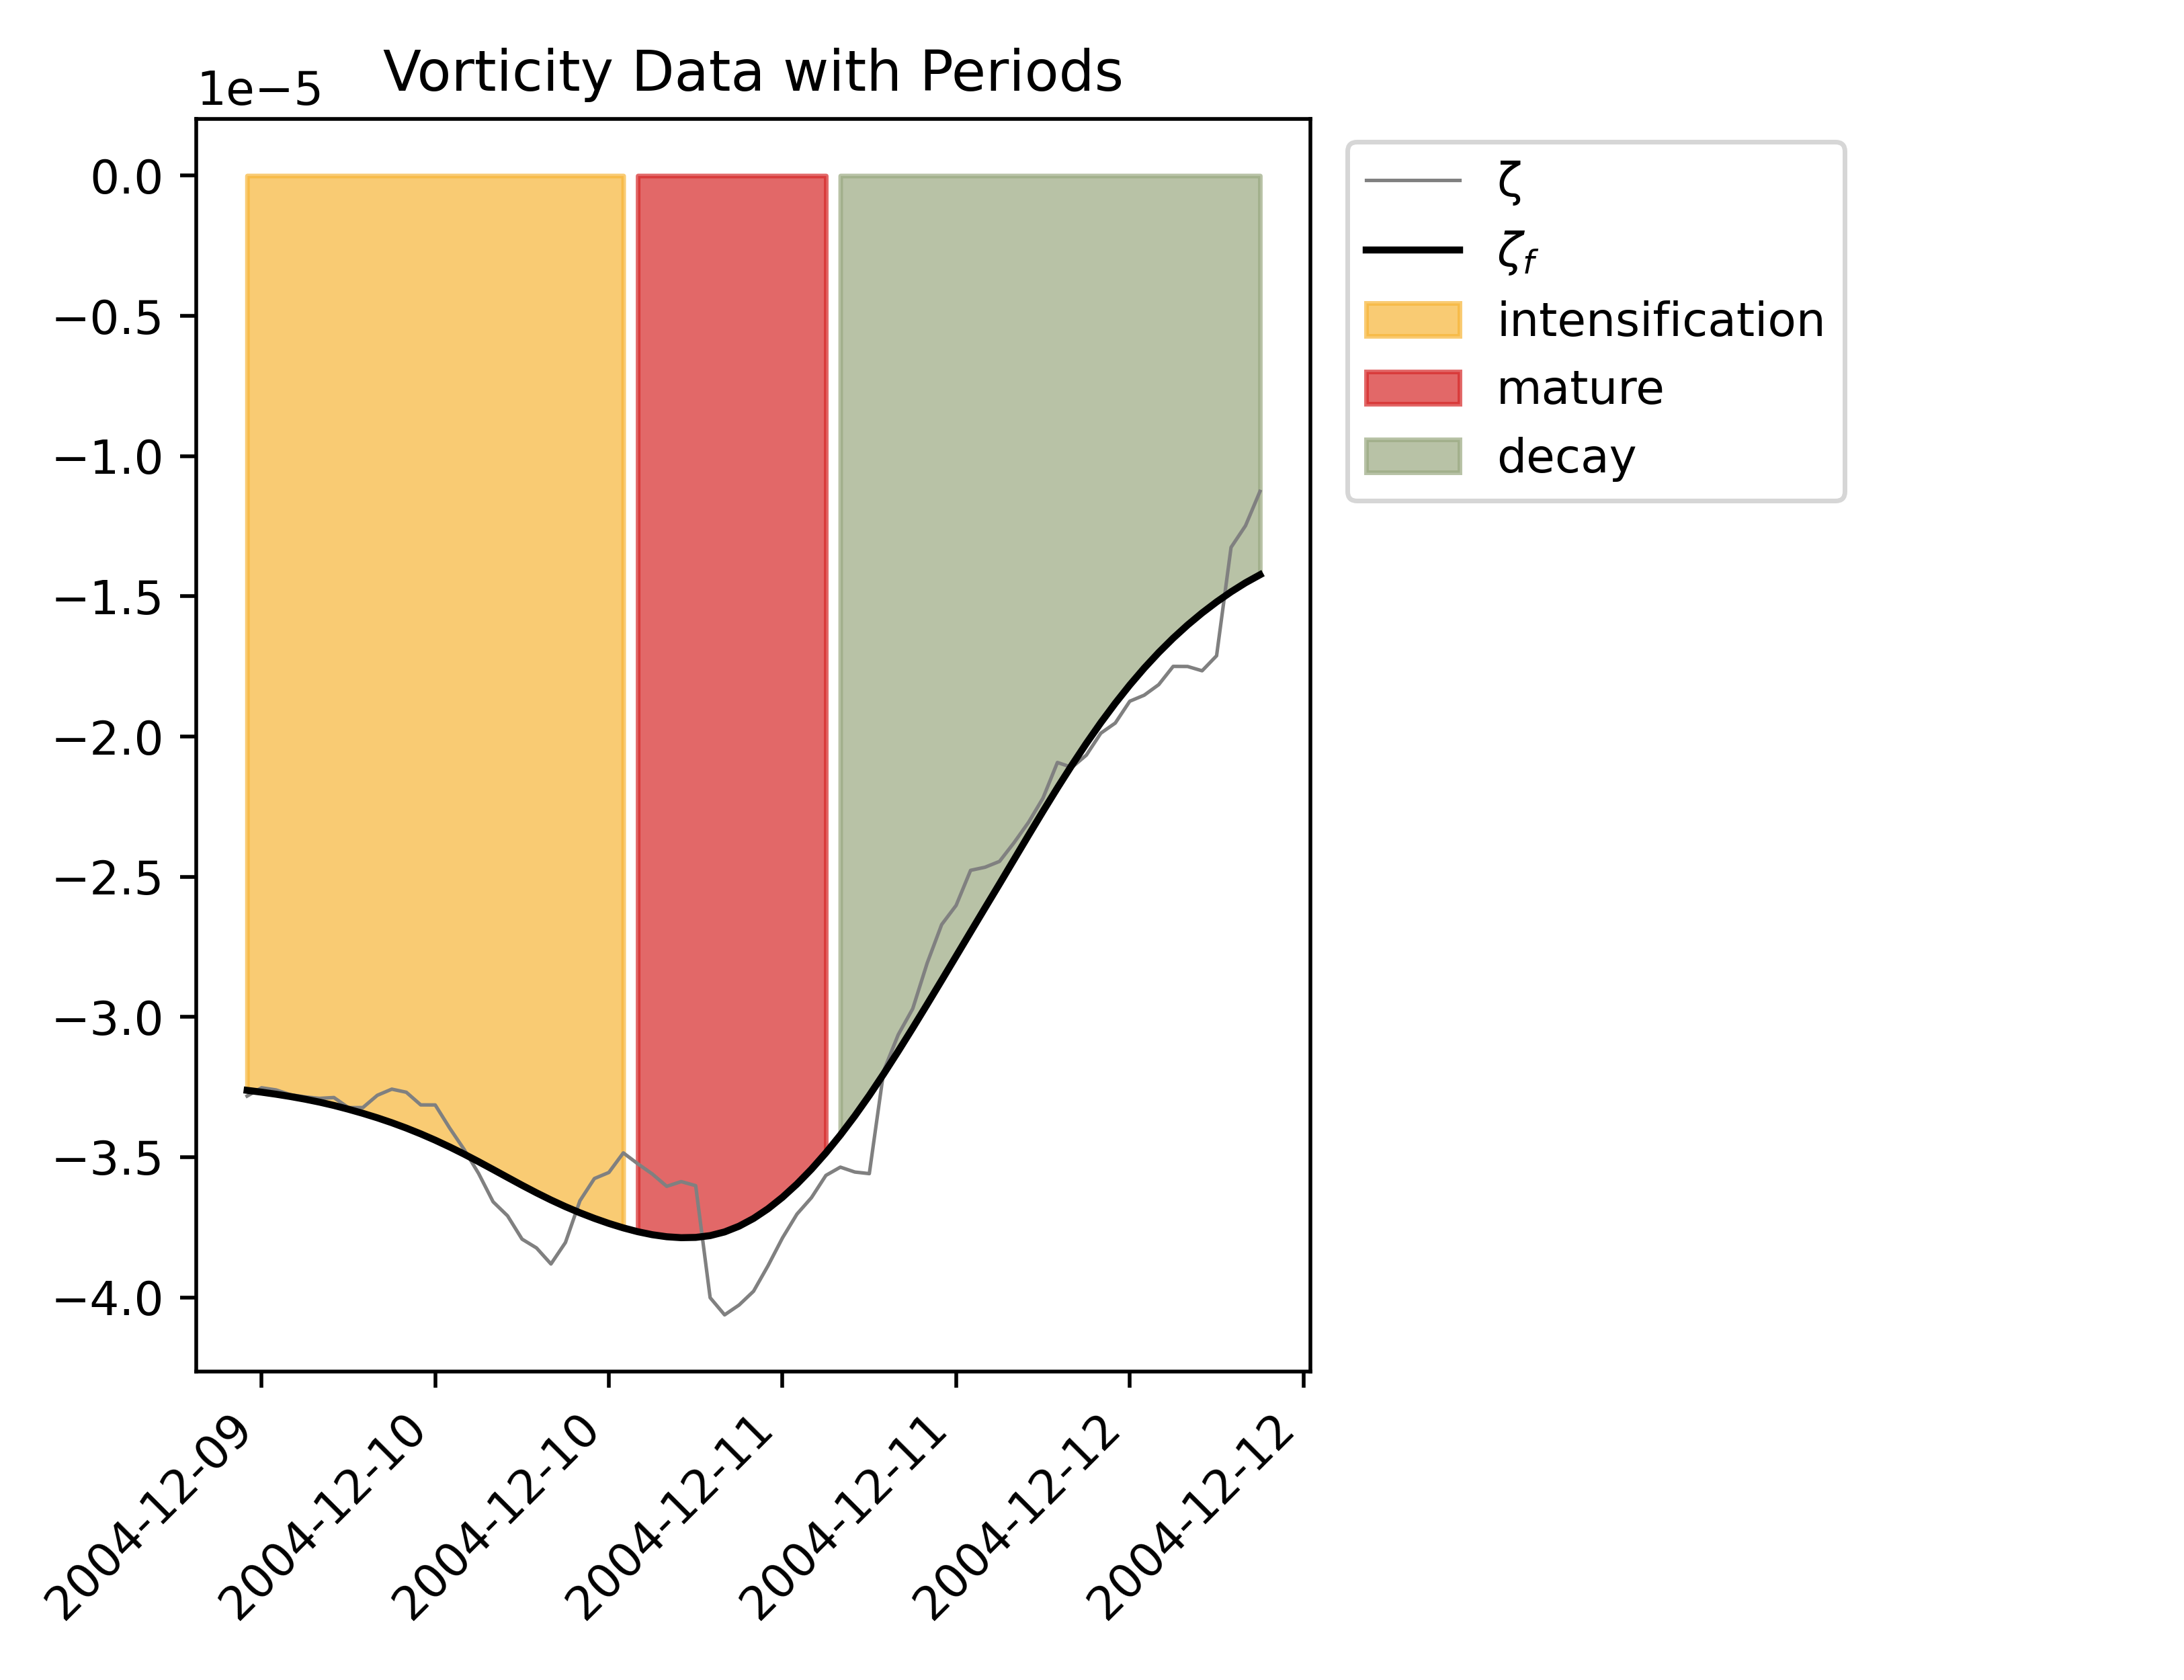 Vorticity Data with Periods
1e−5
0.0
−0.5
−1.0
−1.5
−2.0
−2.5
−3.0
−3.5
−4.0
2004-12-09
2004-12-10
2004-12-10
2004-12-11
2004-12-11
2004-12-12
2004-12-12
ζ
ζf
intensification
mature
decay